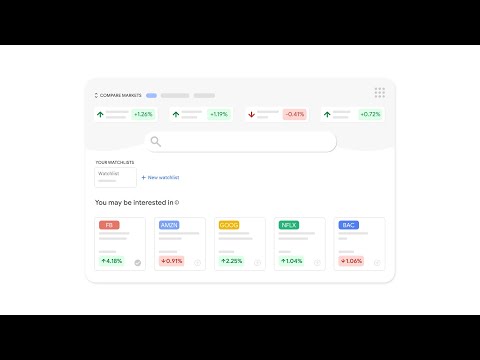 COMPARE MARKETS
+1.26% +1.19% -0.41% +0.72%
YOUR WATCHLISTS
Watchlist
+ New watchlist
You may be interested in
FB AMZN GOOG NFLX BAC
↑4.18% ↓0.91% ↑2.25% ↑1.04% ↓1.06%